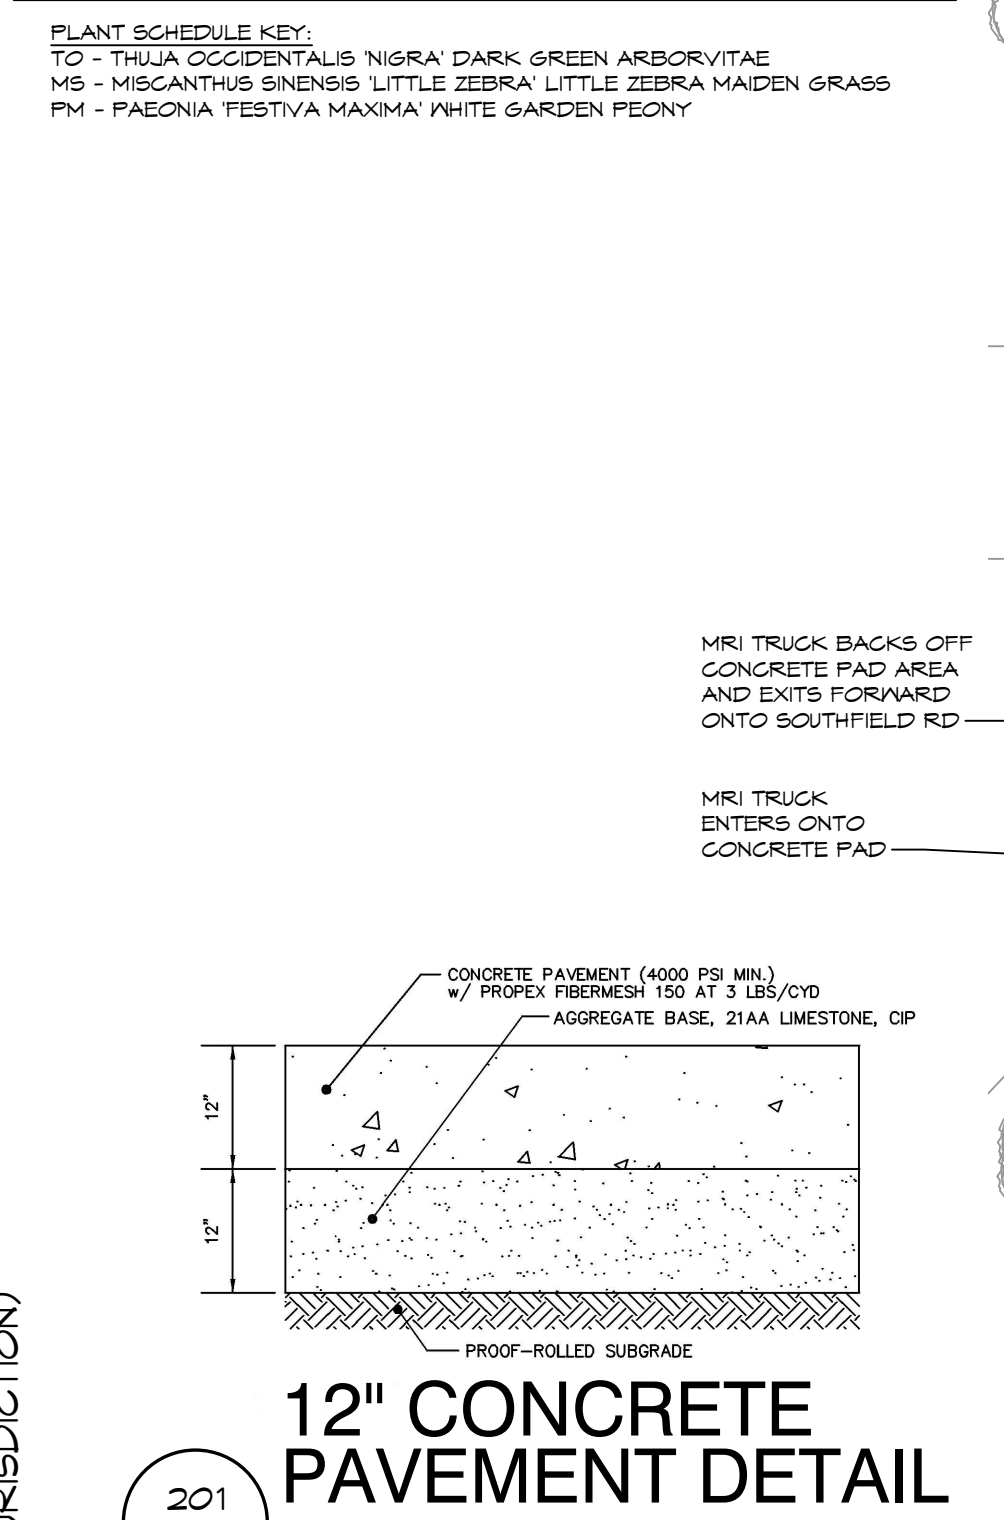 PLANT SCHEDULE KEY:
TO - THUJA OCCIDENTALIS 'NIGRA' DARK GREEN ARBORVITAE
MS - MISCANTHUS SINENSIS 'LITTLE ZEBRA' LITTLE ZEBRA MAIDEN GRASS
PM - PAEONIA 'FESTIVA MAXIMA' WHITE GARDEN PEONY
MRI TRUCK BACKS OFF
CONCRETE PAD AREA
AND EXITS FORWARD
ONTO SOUTHFIELD RD
MRI TRUCK
ENTERS ONTO
CONCRETE PAD
CONCRETE PAVEMENT (4000 PSI MIN.)
w/ PROPEX FIBERMESH 150 AT 3 LBS/CYD
AGGREGATE BASE, 21AA LIMESTONE, CIP
12"
12"
PROOF-ROLLED SUBGRADE
12" CONCRETE
PAVEMENT DETAIL
201